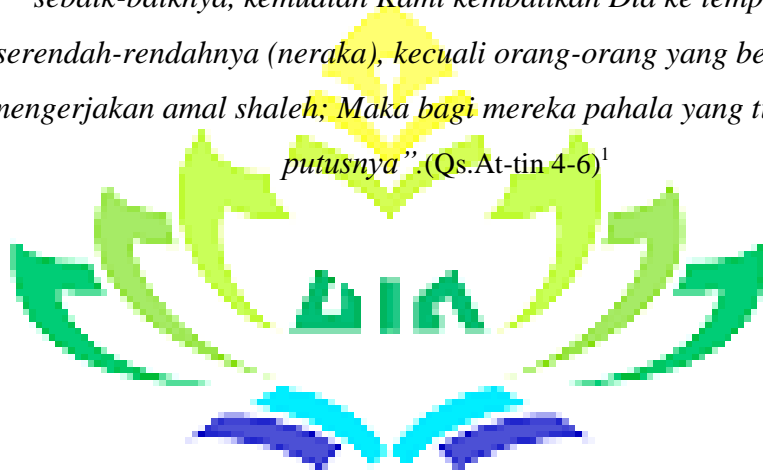 sebaik-baiknya, kemudian Kami kembalikan Dia ke
serendah-rendahnya (neraka), kecuali orang-orang yang
mengerjakan amal shaleh; Maka bagi mereka pahala yang
putusnya”.(Qs.At-tin 4-6)1